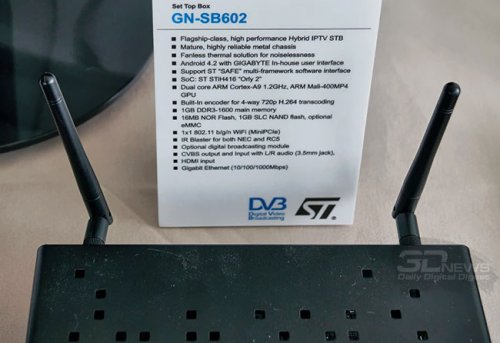 Set Top Box
GN-SB602
Flagship-class, high performance Hybrid IPTV STB
Mature, highly reliable metal chassis
Fanless thermal solution for noiselessness
Android 4.2 with GIGABYTE In-house user interface
Support ST "SAFE" multi-framework software interface
SoC: ST STiH416 "Orly 2"
Dual core ARM Cortex-A9 1.2GHz, ARM Mali-400MP4
GPU
Built-in encoder for 4-way 720p H.264 transcoding
1GB DDR3-1600 main memory
16MB NOR Flash, 1GB SLC NAND flash, optional
eMMC
1x1 802.11 b/g/n WiFi (MiniPCIe)
IR Blaster for both NEC and RC5
Optional digital broadcasting module
CVBS output and Input with L/R audio (3.5mm jack),
HDMI input
Gigabit Ethernet (10/100/1000Mbps)
DVB
Digital Video
Broadcasting
ST
3DNEWS
Daily Digital Digest